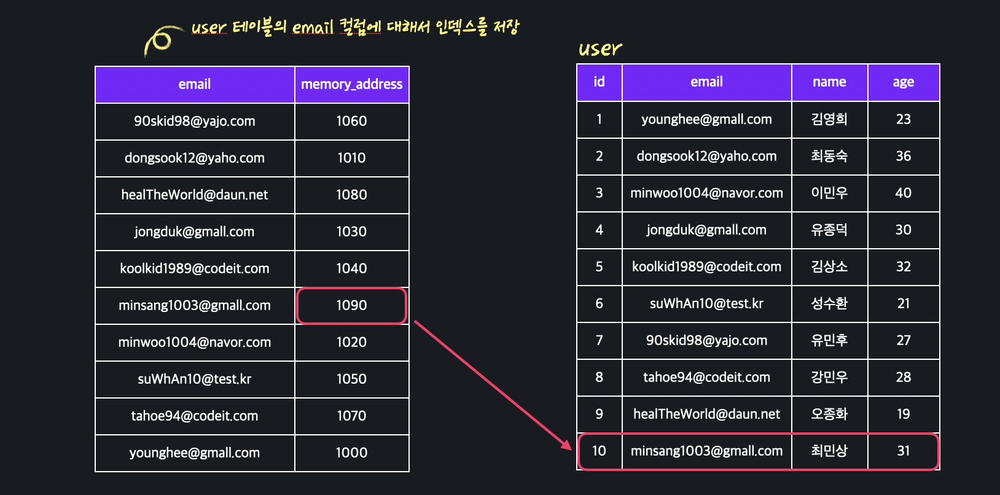 user 테이블의 email 컬럼에 대해서 인덱스를 저장
email memory_address
90skid98@yajo.com 1060
dongsook12@yaho.com 1010
healTheWorld@daun.net 1080
jongduk@gmall.com 1030
koolkid1989@codeit.com 1040
minsang1003@gmall.com 1090
minwoo1004@navor.com 1020
suWhAn10@test.kr 1050
tahoe94@codeit.com 1070
younghee@gmall.com 1000
user
id email name age
1 younghee@gmall.com 김영희 23
2 dongsook12@yaho.com 최동숙 36
3 minwoo1004@navor.com 이민우 40
4 jongduk@gmall.com 유종덕 30
5 koolkid1989@codeit.com 김상소 32
6 suWhAn10@test.kr 성수환 21
7 90skid98@yajo.com 유민후 27
8 tahoe94@codeit.com 강민우 28
9 healTheWorld@daun.net 오종화 19
10 minsang1003@gmall.com 최민상 31